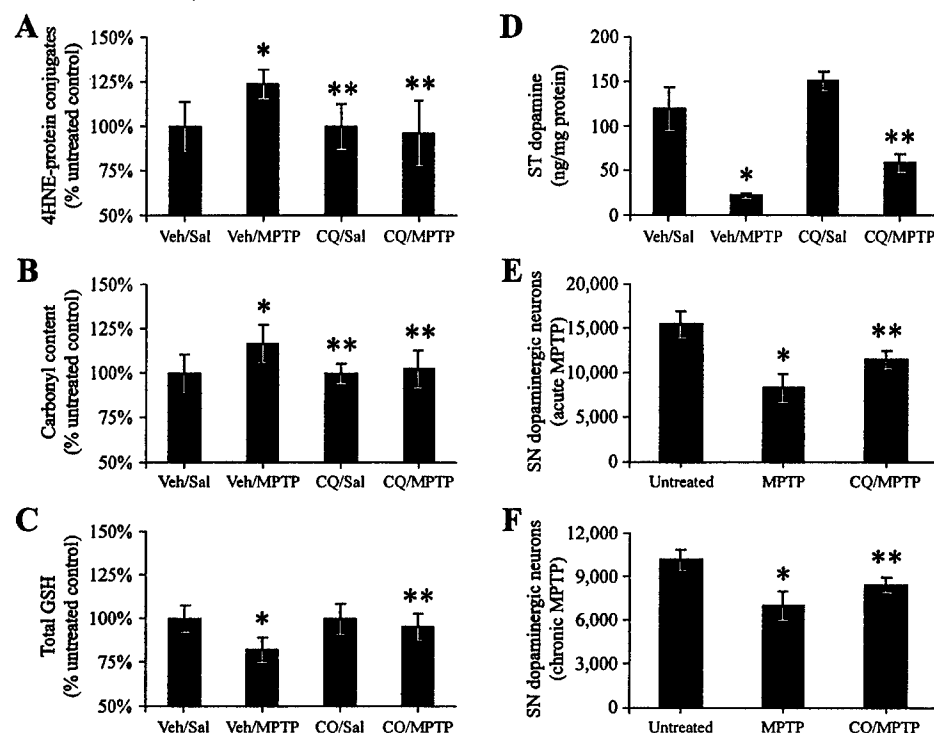 A
4HNE-protein conjugates
(% untreated control)
150%
125%
100%
75%
50%
*
**
**
Veh/Sal Veh/MPTP CQ/Sal CQ/MPTP
B
Carbonyl content
(% untreated control)
150%
125%
100%
75%
50%
*
**
**
Veh/Sal Veh/MPTP CQ/Sal CQ/MPTP
C
Total GSH
(% untreated control)
150%
125%
100%
75%
50%
*
**
Veh/Sal Veh/MPTP CQ/Sal CQ/MPTP
D
ST dopamine
(ng/mg protein)
200
150
100
50
0
*
**
Veh/Sal Veh/MPTP CQ/Sal CQ/MPTP
E
SN dopaminergic neurons
(acute MPTP)
20,000
15,000
10,000
5,000
0
*
**
Untreated MPTP CQ/MPTP
F
SN dopaminergic neurons
(chronic MPTP)
12,000
9,000
6,000
3,000
0
*
**
Untreated MPTP CQ/MPTP